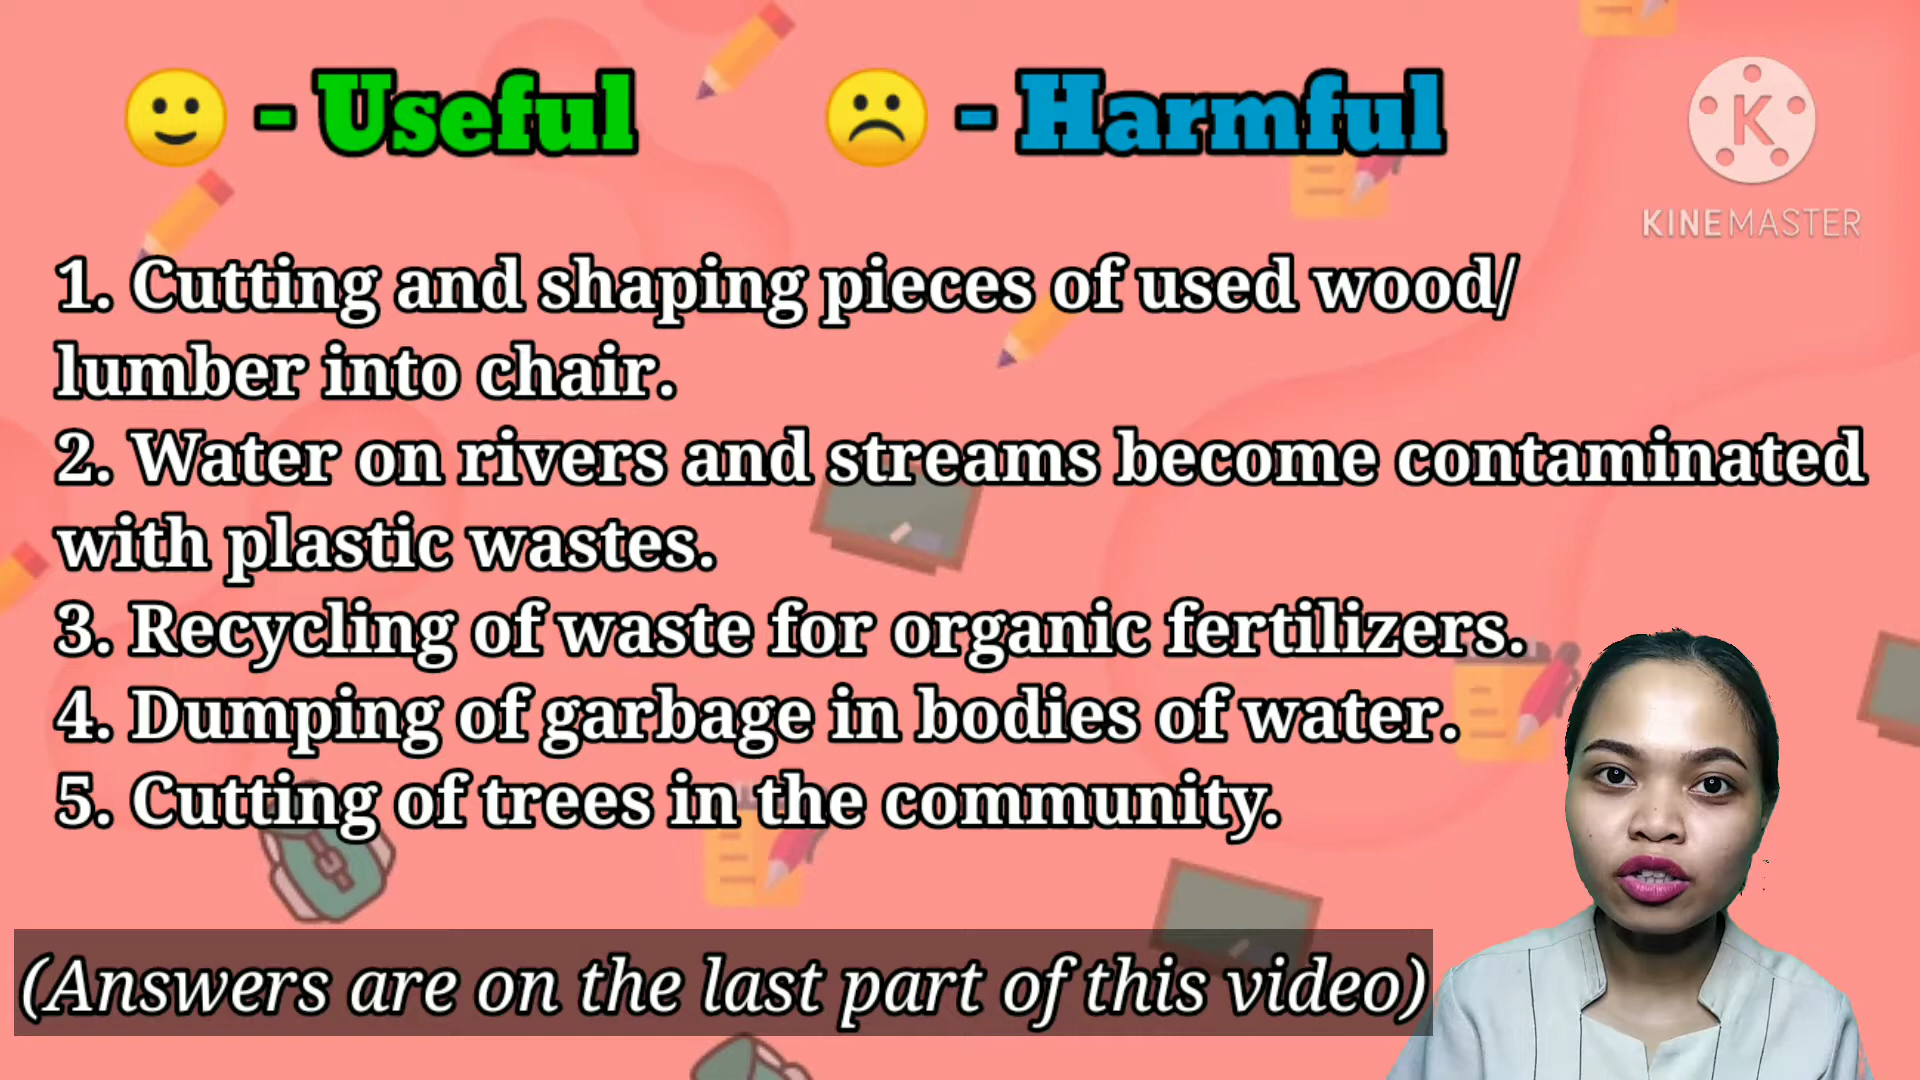 - Useful - Harmful
K
KINEMASTER
1. Cutting and shaping pieces of used wood/
lumber into chair.
2. Water on rivers and streams become contaminated
with plastic wastes.
3. Recycling of waste for organic fertilizers.
4. Dumping of garbage in bodies of water.
5. Cutting of trees in the community.
(Answers are on the last part of this video)